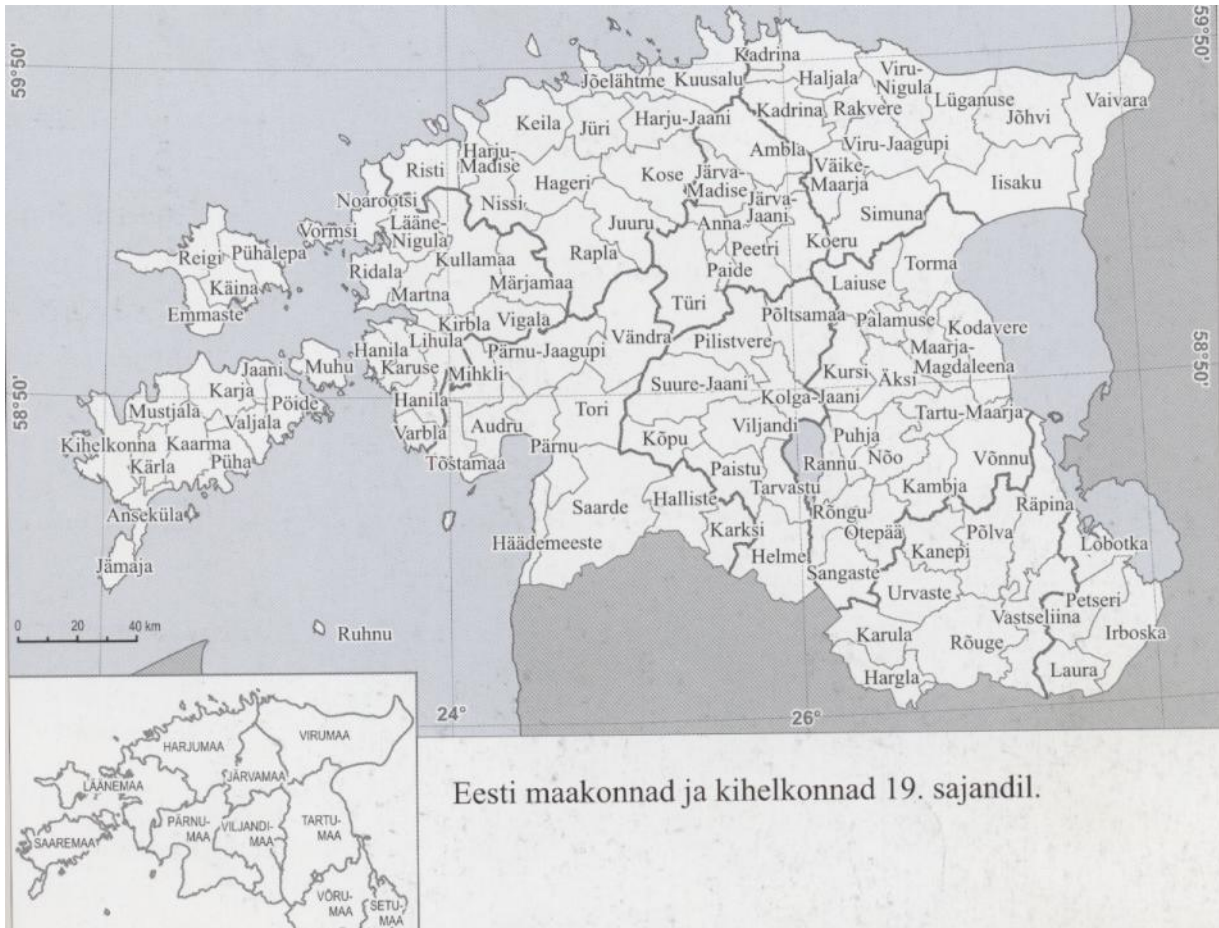 59°50'
59°50'
58°50'
58°50'
Kadrina
Jõelähtme
Kuusalu
Haljala
Viru-
Nigula
Vaivara
Lüganuse
Jõhvi
Keila
Jüri
Harju-Jaani
Kadrina
Rakvere
Viru-Jaagupi
Harju-
Madise
Risti
Ambla
Kose
Järva-
Madise
Väike-
Maarja
Iisaku
Hageri
Noarootsi
Nissi
Järva-
Jaani
Simuna
Vormsi
Lääne-
Nigula
Juuru
Anna
Koeru
Reigi
Pühalepa
Kullamaa
Rapla
Peetri
Torma
Ridala
Paide
Laiuse
Käina
Martna
Märjamaa
Türi
Emmaste
Kirbla
Vigala
Põltsamaa
Palamuse
Kodavere
Lihula
Vändra
Pilistvere
Hanila
Pärnu-Jaagupi
Maarja-
Magdaleena
Jaani
Muhu
Karuse
Mihkli
Kursi
Äksi
Karja
Suure-Jaani
Pöide
Hanila
Kolga-Jaani
Mustjala
Tori
Tartu-Maarja
Valjala
Audru
Viljandi
Kihelkonna
Kaarma
Varbla
Kõpu
Puhja
Pärnu
Nõo
Võnnu
Kärla
Püha
Tõstamaa
Paistu
Rannu
Tarvastu
Kambja
Halliste
Saarde
Rõngu
Räpina
Anseküla
Karksi
Otepää
Põlva
Häädemeeste
Helme
Kanepi
Lobotka
Jämaja
Sangaste
Urvaste
Petseri
Vastseliina
Ruhnu
Karula
Rõuge
Irboska
Hargla
Laura
0 20 40 km
24°
26°
HARJUMAA
VIRUMAA
LÄÄNEMAA
JÄRVAMAA
PÄRNU-
MAA
VILJANDI-
MAA
TARTU-
MAA
SAAREMAA
VÕRU-
MAA
SETU-
MAA
Eesti maakonnad ja kihelkonnad 19. sajandil.